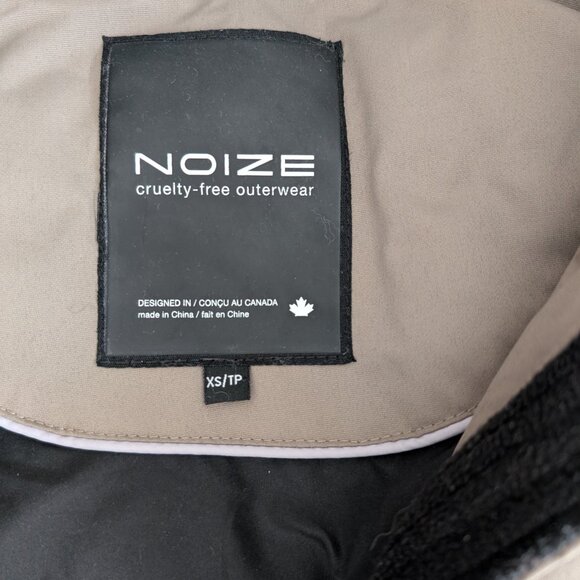 NOIZE
cruelty-free outerwear
DESIGNED IN / CONÇU AU CANADA
made in China / fait en Chine
XS/TP